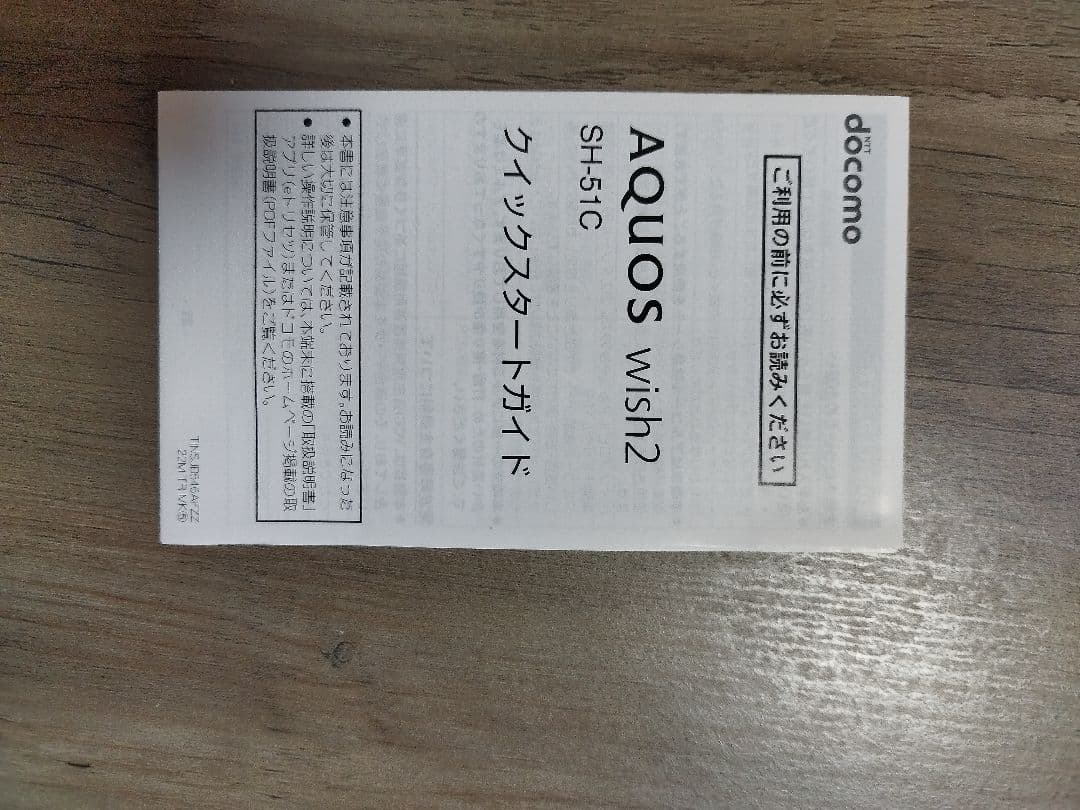 NTT
docomo
ご利用の前に必ずお読みください
AQUOS wish2
SH-51C
クイックスタートガイド
● 本書には注意事項が記載されております。お読みになった
後は大切に保管してください。
● 詳しい操作説明については、本端末に搭載の「取扱説明書」
アプリ（eトリセツ）またはドコモのホームページ掲載の取
扱説明書（PDFファイル）をご覧ください。